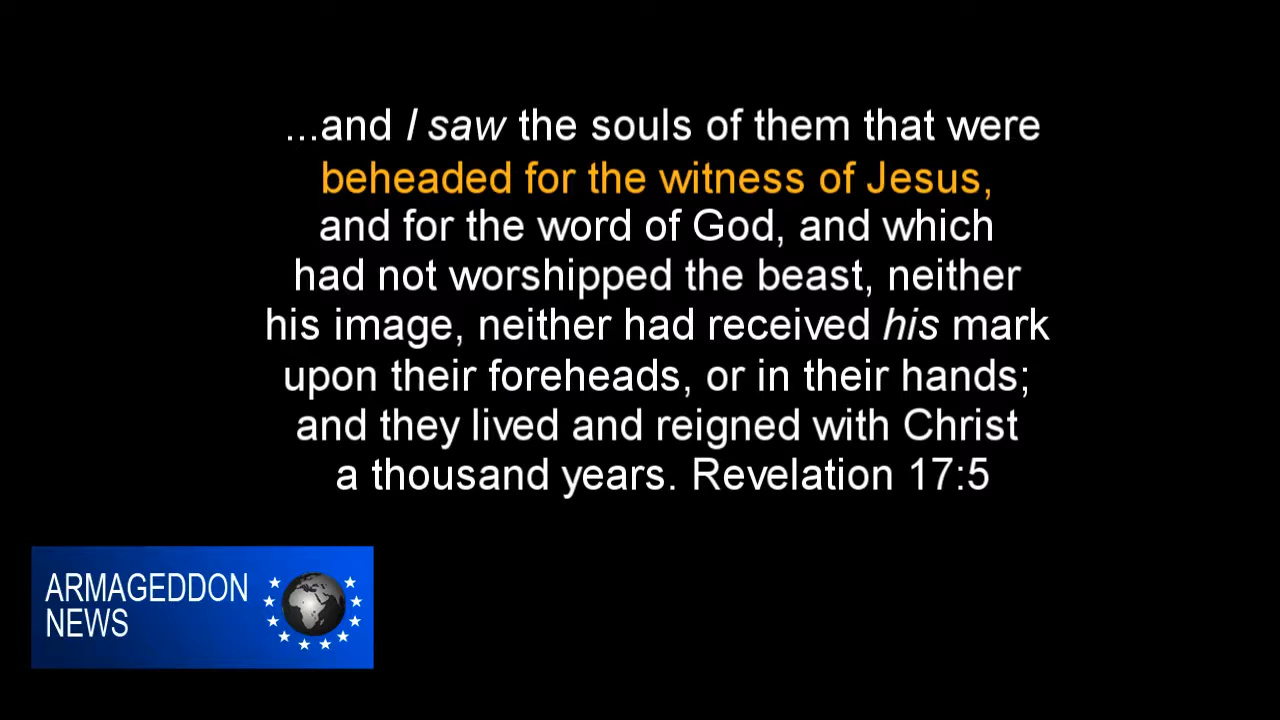 ...and I saw the souls of them that were
beheaded for the witness of Jesus,
and for the word of God, and which
had not worshipped the beast, neither
his image, neither had received his mark
upon their foreheads, or in their hands;
and they lived and reigned with Christ
a thousand years. Revelation 17:5
ARMAGEDDON
NEWS